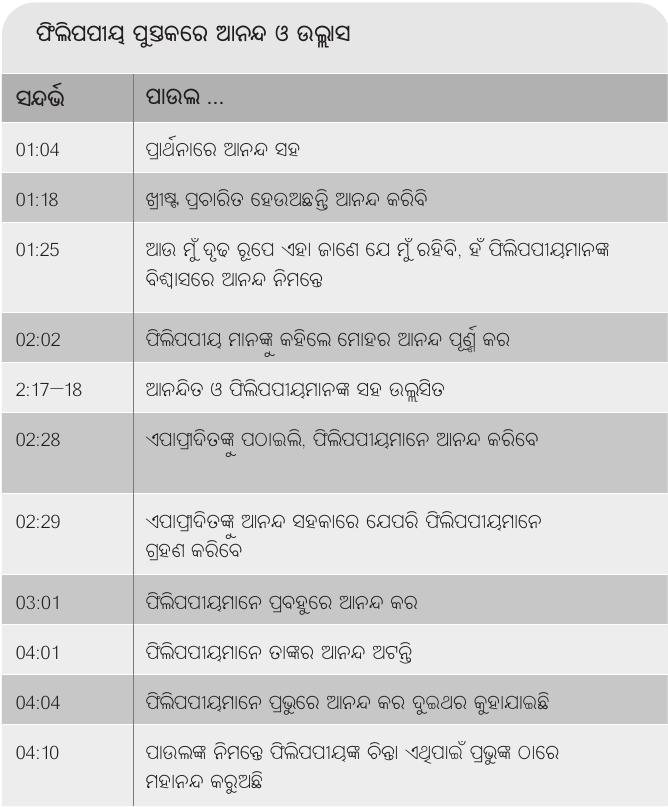 ଫିଲିପପୀୟ ପୁସ୍ତକରେ ଆନନ୍ଦ ଓ ଉଲ୍ଲାସ
ସନ୍ଦର୍ଭ ପାଉଲ ...
01:04 ପ୍ରାର୍ଥନାରେ ଆନନ୍ଦ ସହ
01:18 ଖ୍ରୀଷ୍ଟ ପ୍ରଚାରିତ ହେଉଅଛନ୍ତି ଆନନ୍ଦ କରିବି
01:25 ଆଉ ମୁଁ ଦୃଢ ରୂପେ ଏହା ଜାଣେ ଯେ ମୁଁ ରହିବି, ହଁ ଫିଲିପପୀୟମାନଙ୍କ
ବିଶ୍ୱାସରେ ଆନନ୍ଦ ନିମନ୍ତେ
02:02 ଫିଲିପପୀୟ ମାନଙ୍କୁ କହିଲେ ମୋହର ଆନନ୍ଦ ପୂର୍ଣ୍ଣ କର
2:17–18 ଆନନ୍ଦିତ ଓ ଫିଲିପପୀୟମାନଙ୍କ ସହ ଉଲ୍ଲସିତ
02:28 ଏପାପ୍ରୀଦିତଙ୍କୁ ପଠାଇଲି, ଫିଲିପପୀୟମାନେ ଆନନ୍ଦ କରିବେ
02:29 ଏପାପ୍ରୀଦିତଙ୍କୁ ଆନନ୍ଦ ସହକାରେ ଯେପରି ଫିଲିପପୀୟମାନେ
ଗ୍ରହଣ କରିବେ
03:01 ଫିଲିପପୀୟମାନେ ପ୍ରବହୁରେ ଆନନ୍ଦ କର
04:01 ଫିଲିପପୀୟମାନେ ତାଙ୍କର ଆନନ୍ଦ ଅଟନ୍ତି
04:04 ଫିଲିପପୀୟମାନେ ପ୍ରଭୁରେ ଆନନ୍ଦ କର ଦୁଇଥର କୁହାଯାଇଛି
04:10 ପାଉଲଙ୍କ ନିମନ୍ତେ ଫିଲିପପୀୟଙ୍କ ଚିନ୍ତା ଏଥିପାଇଁ ପ୍ରଭୁଙ୍କ ଠାରେ
ମହାନନ୍ଦ କରୁଅଛି